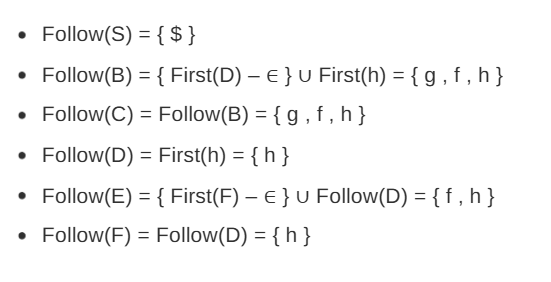 • Follow(S) = { $ }
• Follow(B) = { First(D) – ∈ } ∪ First(h) = { g , f , h }
• Follow(C) = Follow(B) = { g , f , h }
• Follow(D) = First(h) = { h }
• Follow(E) = { First(F) – ∈ } ∪ Follow(D) = { f , h }
• Follow(F) = Follow(D) = { h }